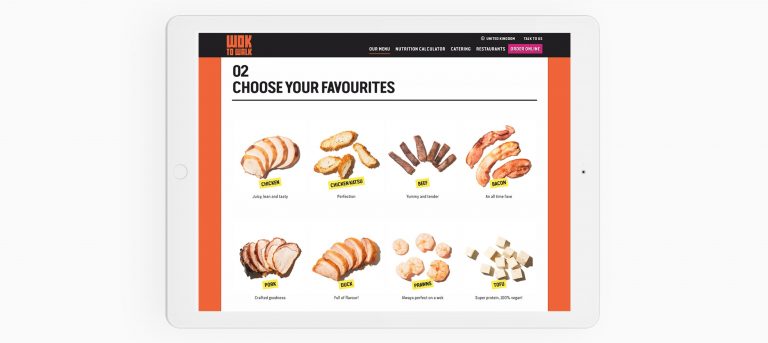 WOK
TO WALK
UNITED KINGDOM TALK TO US
OUR MENU NUTRITION CALCULATOR CATERING RESTAURANTS ORDER ONLINE
02
CHOOSE YOUR FAVOURITES
CHICKEN CHICKEN KATSU BEEF BACON
Juicy, lean and tasty Perfection Yummy and tender An all time fave
PORK DUCK PRAWNS TOFU
Crafted goodness Full of flavour! Always perfect on a wok Super protein, 100% vegan!